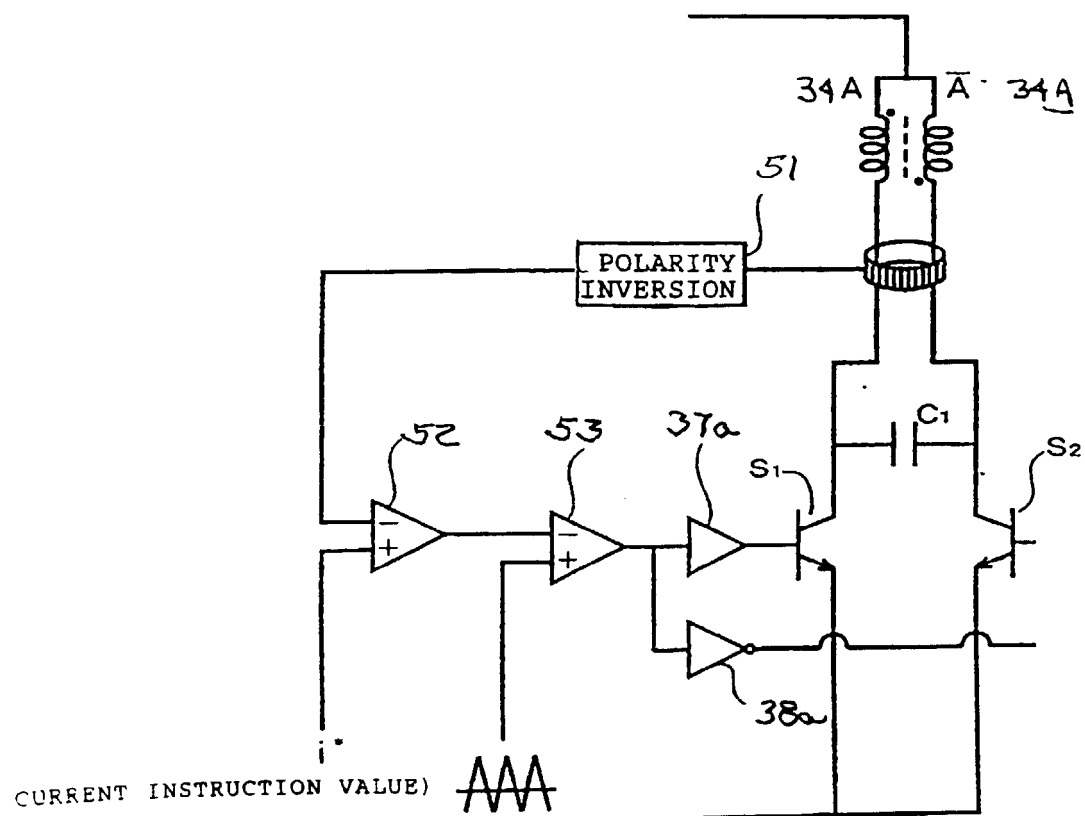 34A Ā 34A
51
POLARITY
INVERSION
C1
52 53 37a
S1
S2
− −
+ +
38a
i*
CURRENT INSTRUCTION VALUE)